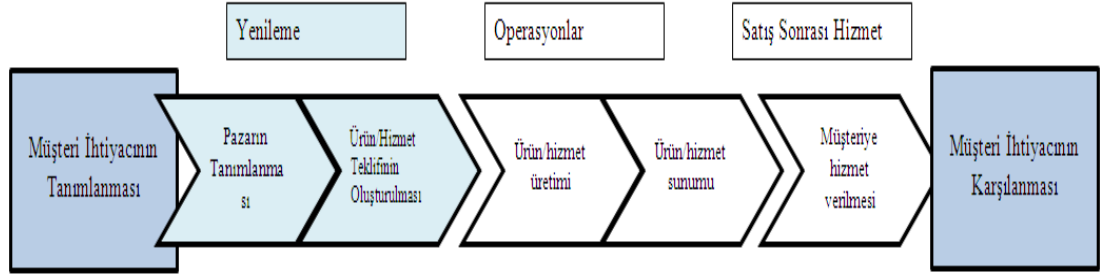 Yenileme
Operasyonlar
Satış Sonrası Hizmet
Müşteri İhtiyacının
Tanımlanması
Pazarın
Tanımlanma
sı
Ürün/Hizmet
Teklifinin
Oluşturulması
Ürün/hizmet
üretimi
Ürün/hizmet
sunumu
Müşteriye
hizmet
verilmesi
Müşteri İhtiyacının
Karşılanması